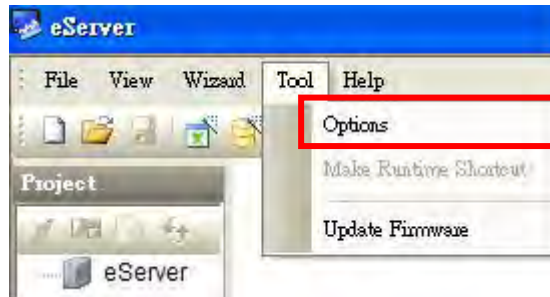 eServer
File View Wizard Tool Help
Options
Make Runtime Shortcut
Project
Update Firmware
eServer